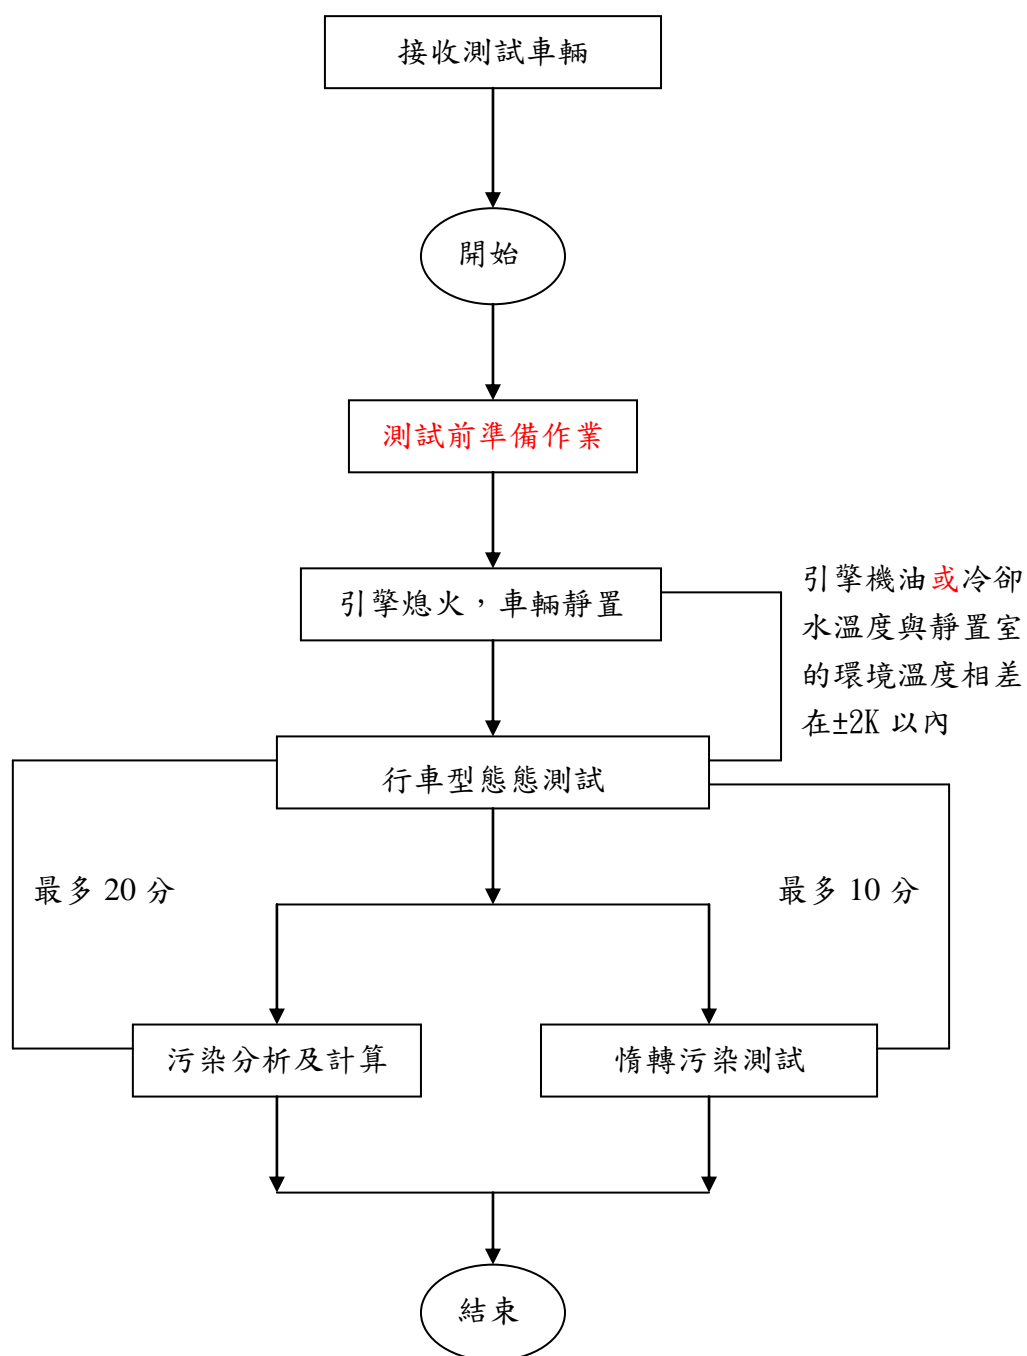 接收測試車輛
開始
測試前準備作業
引擎熄火，車輛靜置
引擎機油或冷卻
水溫度與靜置室
的環境溫度相差
在±2K 以內
行車型態態測試
最多 20 分
最多 10 分
污染分析及計算
惰轉污染測試
結束